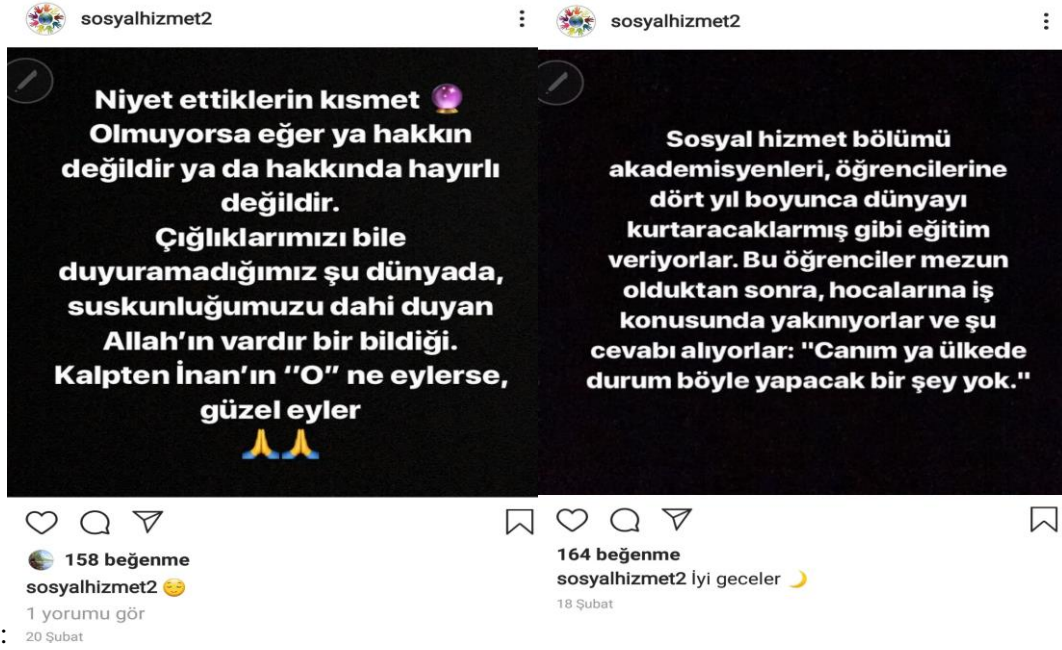 sosyalhizmet2
Niyet ettiklerin kısmet 🔮
Olmuyorsa eğer ya hakkın
değildir ya da hakkında hayırlı
değildir.
Çığlıklarımızı bile
duyuramadığımız şu dünyada,
suskunluğumuzu dahi duyan
Allah’ın vardır bir bildiği.
Kalpten İnan’ın ‘‘O’’ ne eylerse,
güzel eyler
🙏🙏
158 beğenme
sosyalhizmet2 😌
1 yorumu gör
20 Şubat
:
sosyalhizmet2
Sosyal hizmet bölümü
akademisyenleri, öğrencilerine
dört yıl boyunca dünyayı
kurtaracaklarmış gibi eğitim
veriyorlar. Bu öğrenciler mezun
olduktan sonra, hocalarına iş
konusunda yakınıyorlar ve şu
cevabı alıyorlar: "Canım ya ülkede
durum böyle yapacak bir şey yok."
164 beğenme
sosyalhizmet2 İyi geceler 🌙
18 Şubat